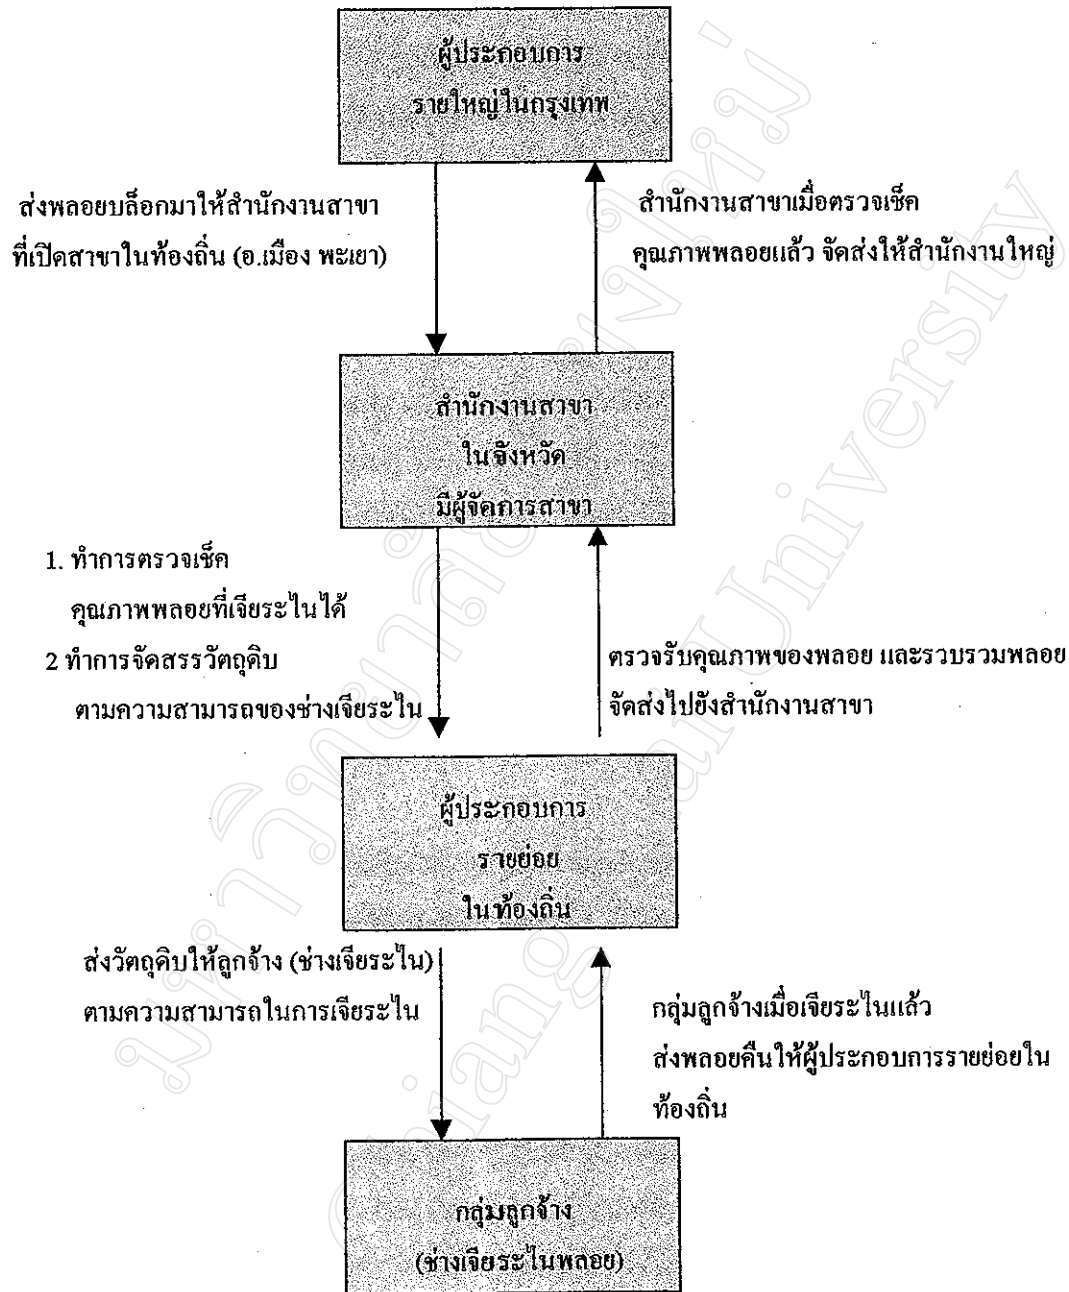 ผู้ประกอบการ
รายใหญ่ในกรุงเทพ
ส่งพลอยบล็อกมาให้สำนักงานสาขา
ที่เปิดสาขาในท้องถิ่น (อ.เมือง พะเยา)
สำนักงานสาขาเมื่อตรวจเช็ค
คุณภาพพลอยแล้ว จัดส่งให้สำนักงานใหญ่
สำนักงานสาขา
ในจังหวัด
มีผู้จัดการสาขา
1. ทำการตรวจเช็ค
คุณภาพพลอยที่เจียระไนได้
2 ทำการจัดสรรวัตถุดิบ
ตามความสามารถของช่างเจียระไน
ตรวจรับคุณภาพของพลอย และรวบรวมพลอย
จัดส่งไปยังสำนักงานสาขา
ผู้ประกอบการ
รายย่อย
ในท้องถิ่น
ส่งวัตถุดิบให้ลูกจ้าง (ช่างเจียระไน)
ตามความสามารถในการเจียระไน
กลุ่มลูกจ้างเมื่อเจียระไนแล้ว
ส่งพลอยคืนให้ผู้ประกอบการรายย่อยใน
ท้องถิ่น
กลุ่มลูกจ้าง
(ช่างเจียระไนพลอย)
มหาวิทยาลัยเชียงใหม่
Chiang Mai University